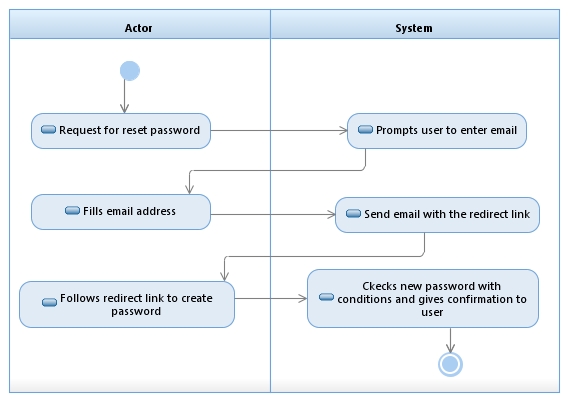 Actor
System
Request for reset password
Prompts user to enter email
Fills email address
Send email with the redirect link
Follows redirect link to create
password
Ckecks new password with
conditions and gives confirmation to
user